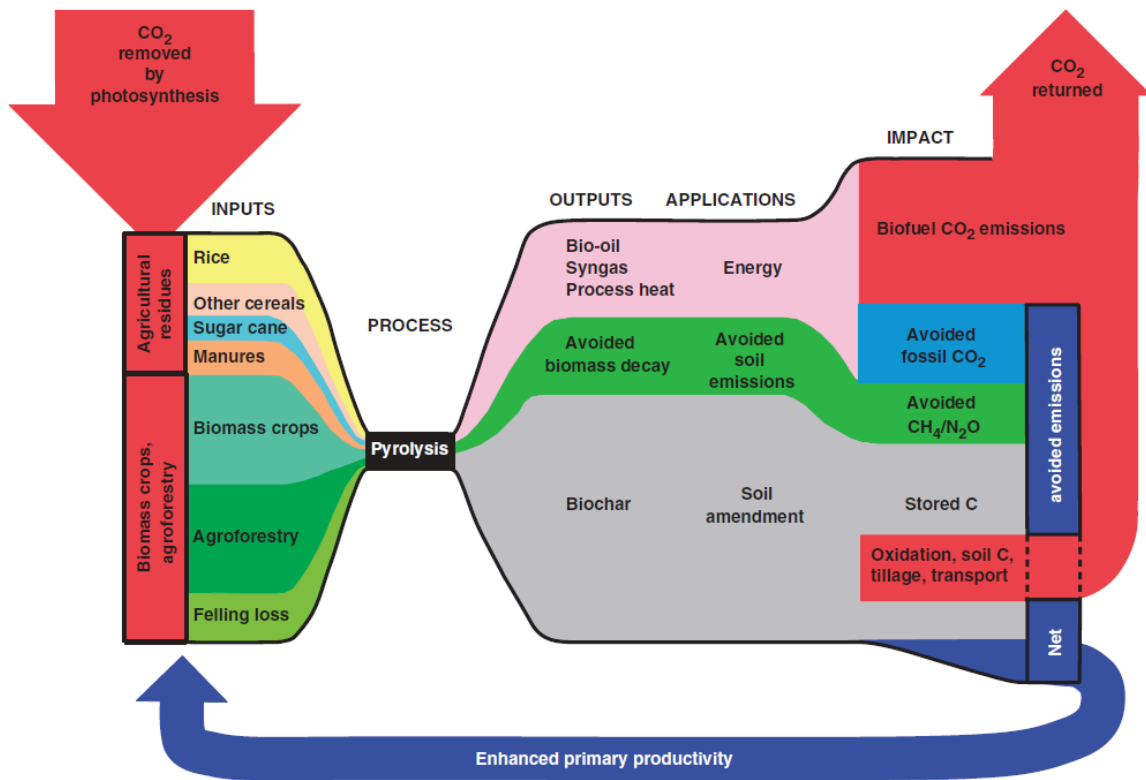 CO2
removed
by
photosynthesis
CO2
returned
IMPACT
INPUTS
OUTPUTS
APPLICATIONS
PROCESS
Agricultural
residues
Biomass crops,
agroforestry
Rice
Other cereals
Sugar cane
Manures
Biomass crops
Agroforestry
Felling loss
Pyrolysis
Bio-oil
Syngas
Process heat
Energy
Avoided
biomass decay
Avoided
soil
emissions
Biochar
Soil
amendment
Biofuel CO2 emissions
Avoided
fossil CO2
Avoided
CH4/N2O
Stored C
Oxidation, soil C,
tillage, transport
avoided emissions
Net
Enhanced primary productivity